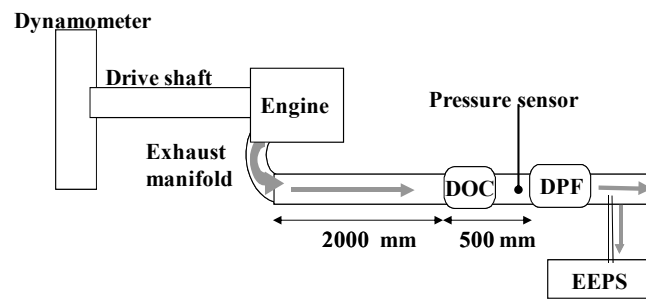 Dynamometer
Drive shaft
Engine
Pressure sensor
Exhaust
manifold
DOC
DPF
2000 mm
500 mm
EEPS